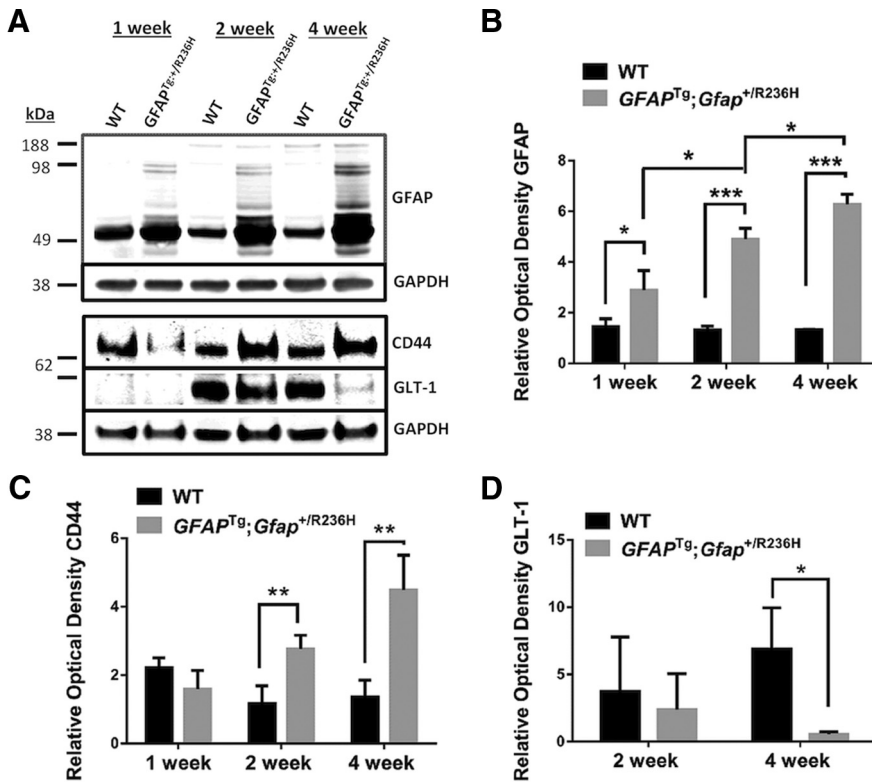 A
1 week 2 week 4 week
kDa
WT GFAPTg:+/R236H WT GFAPTg:+/R236H WT GFAPTg:+/R236H
188
98
GFAP
49
38 GAPDH
CD44
62
GLT-1
38 GAPDH
B
WT
GFAPTg;Gfap+/R236H
Relative Optical Density GFAP
8
6
4
2
0
*
*
***
*
***
1 week 2 week 4 week
C
WT
GFAPTg;Gfap+/R236H
Relative Optical Density CD44
6
4
2
0
**
**
1 week 2 week 4 week
D
WT
GFAPTg;Gfap+/R236H
Relative Optical Density GLT-1
15
10
5
0
*
2 week 4 week